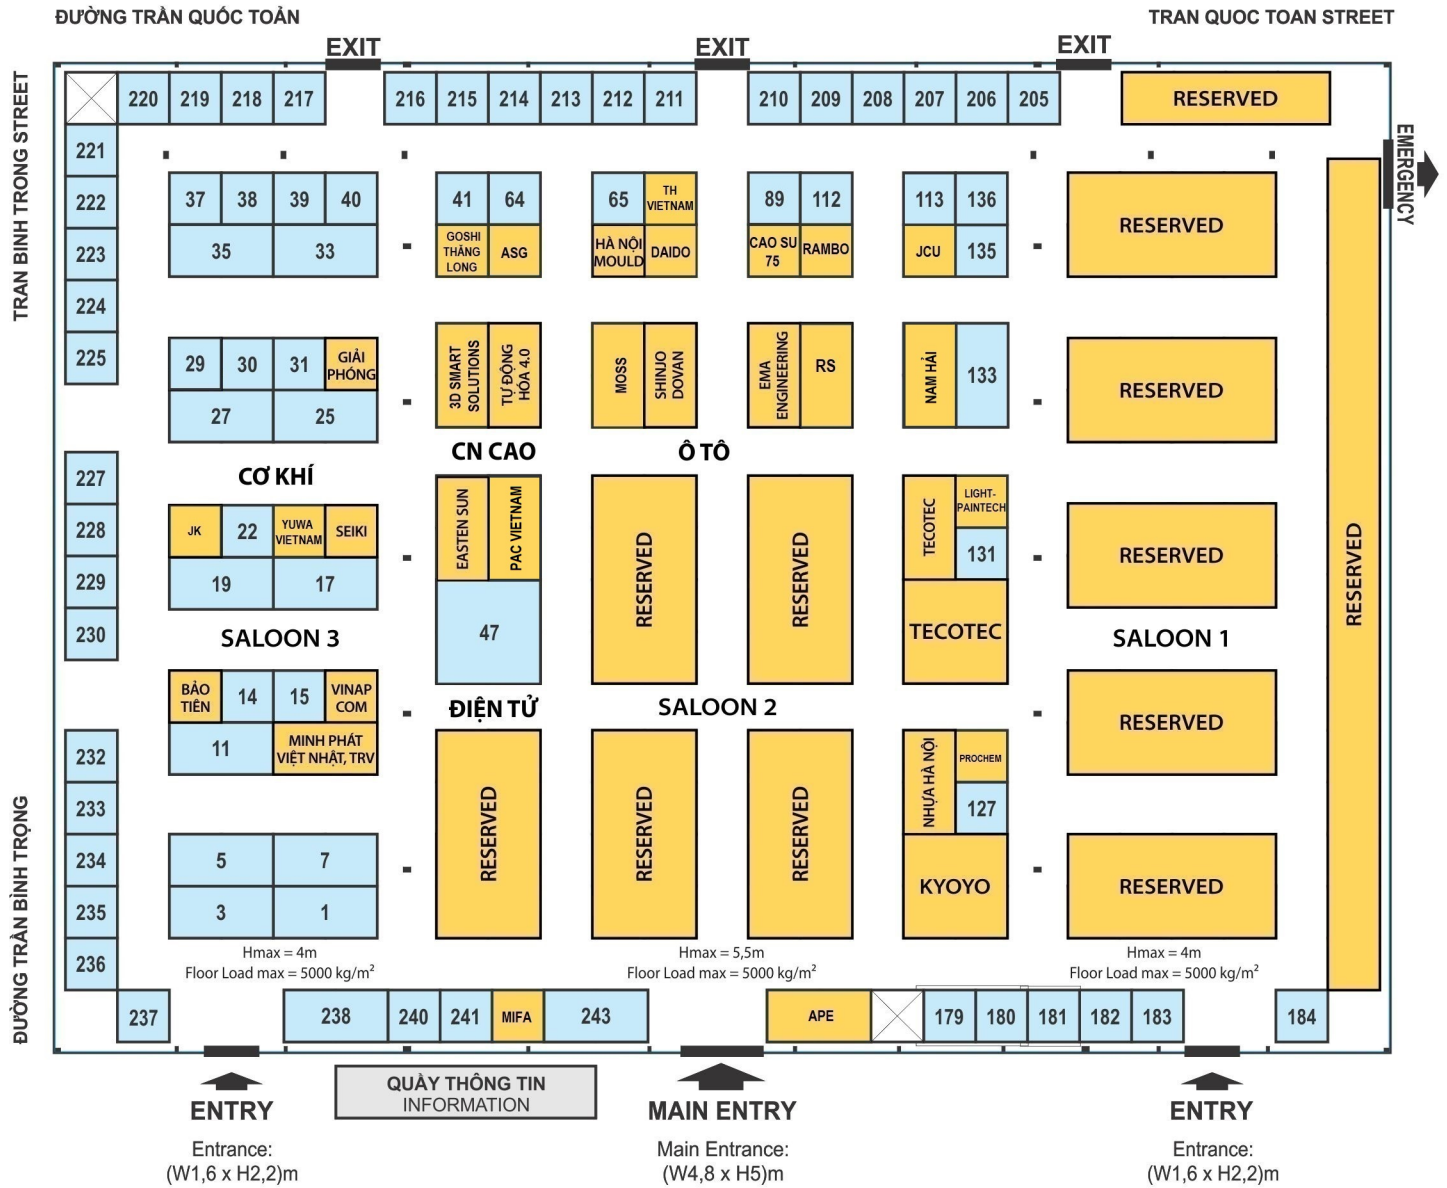 ĐƯỜNG TRẦN QUỐC TOẢN
TRAN QUOC TOAN STREET
EXIT
EXIT
EXIT
220 219 218 217
216 215 214 213 212 211
210 209 208 207 206 205
RESERVED
TRAN BINH TRONG STREET
EMERGENCY
221
222
223
224
225
37 38 39 40
35 33
41 64
GOSHI
THĂNG
LONG
ASG
65
TH
VIETNAM
HÀ NỘI
MOULD
DAIDO
89 112
CAO SU
75
RAMBO
113 136
JCU
135
RESERVED
29 30 31
GIẢI
PHÓNG
27 25
3D SMART
SOLUTIONS
TỰ ĐỘNG
HÓA 4.0
MOSS
SHINJO
DOVAN
EMA
ENGINEERING
RS
NAM HẢI
133
RESERVED
CN CAO
Ô TÔ
CƠ KHÍ
227
228
229
230
JK
22
YUWA
VIETNAM
SEIKI
19 17
EASTEN SUN
PAC VIETNAM
47
RESERVED
RESERVED
TECOTEC
LIGHT-
PAINTECH
131
TECOTEC
RESERVED
RESERVED
SALOON 3
SALOON 1
BẢO
TIÊN
14 15
VINAP
COM
11
MINH PHÁT
VIỆT NHẬT, TRV
ĐIỆN TỬ
SALOON 2
RESERVED
232
233
234
235
236
ĐƯỜNG TRẦN BÌNH TRỌNG
5 7
3 1
RESERVED
RESERVED
RESERVED
NHỰA HÀ NỘI
PROCHEM
127
KYOYO
RESERVED
Hmax = 4m
Floor Load max = 5000 kg/m²
Hmax = 5,5m
Floor Load max = 5000 kg/m²
Hmax = 4m
Floor Load max = 5000 kg/m²
237
238 240 241 MIFA 243
APE
179 180 181 182 183
184
QUẦY THÔNG TIN
INFORMATION
ENTRY
MAIN ENTRY
ENTRY
Entrance:
(W1,6 x H2,2)m
Main Entrance:
(W4,8 x H5)m
Entrance:
(W1,6 x H2,2)m